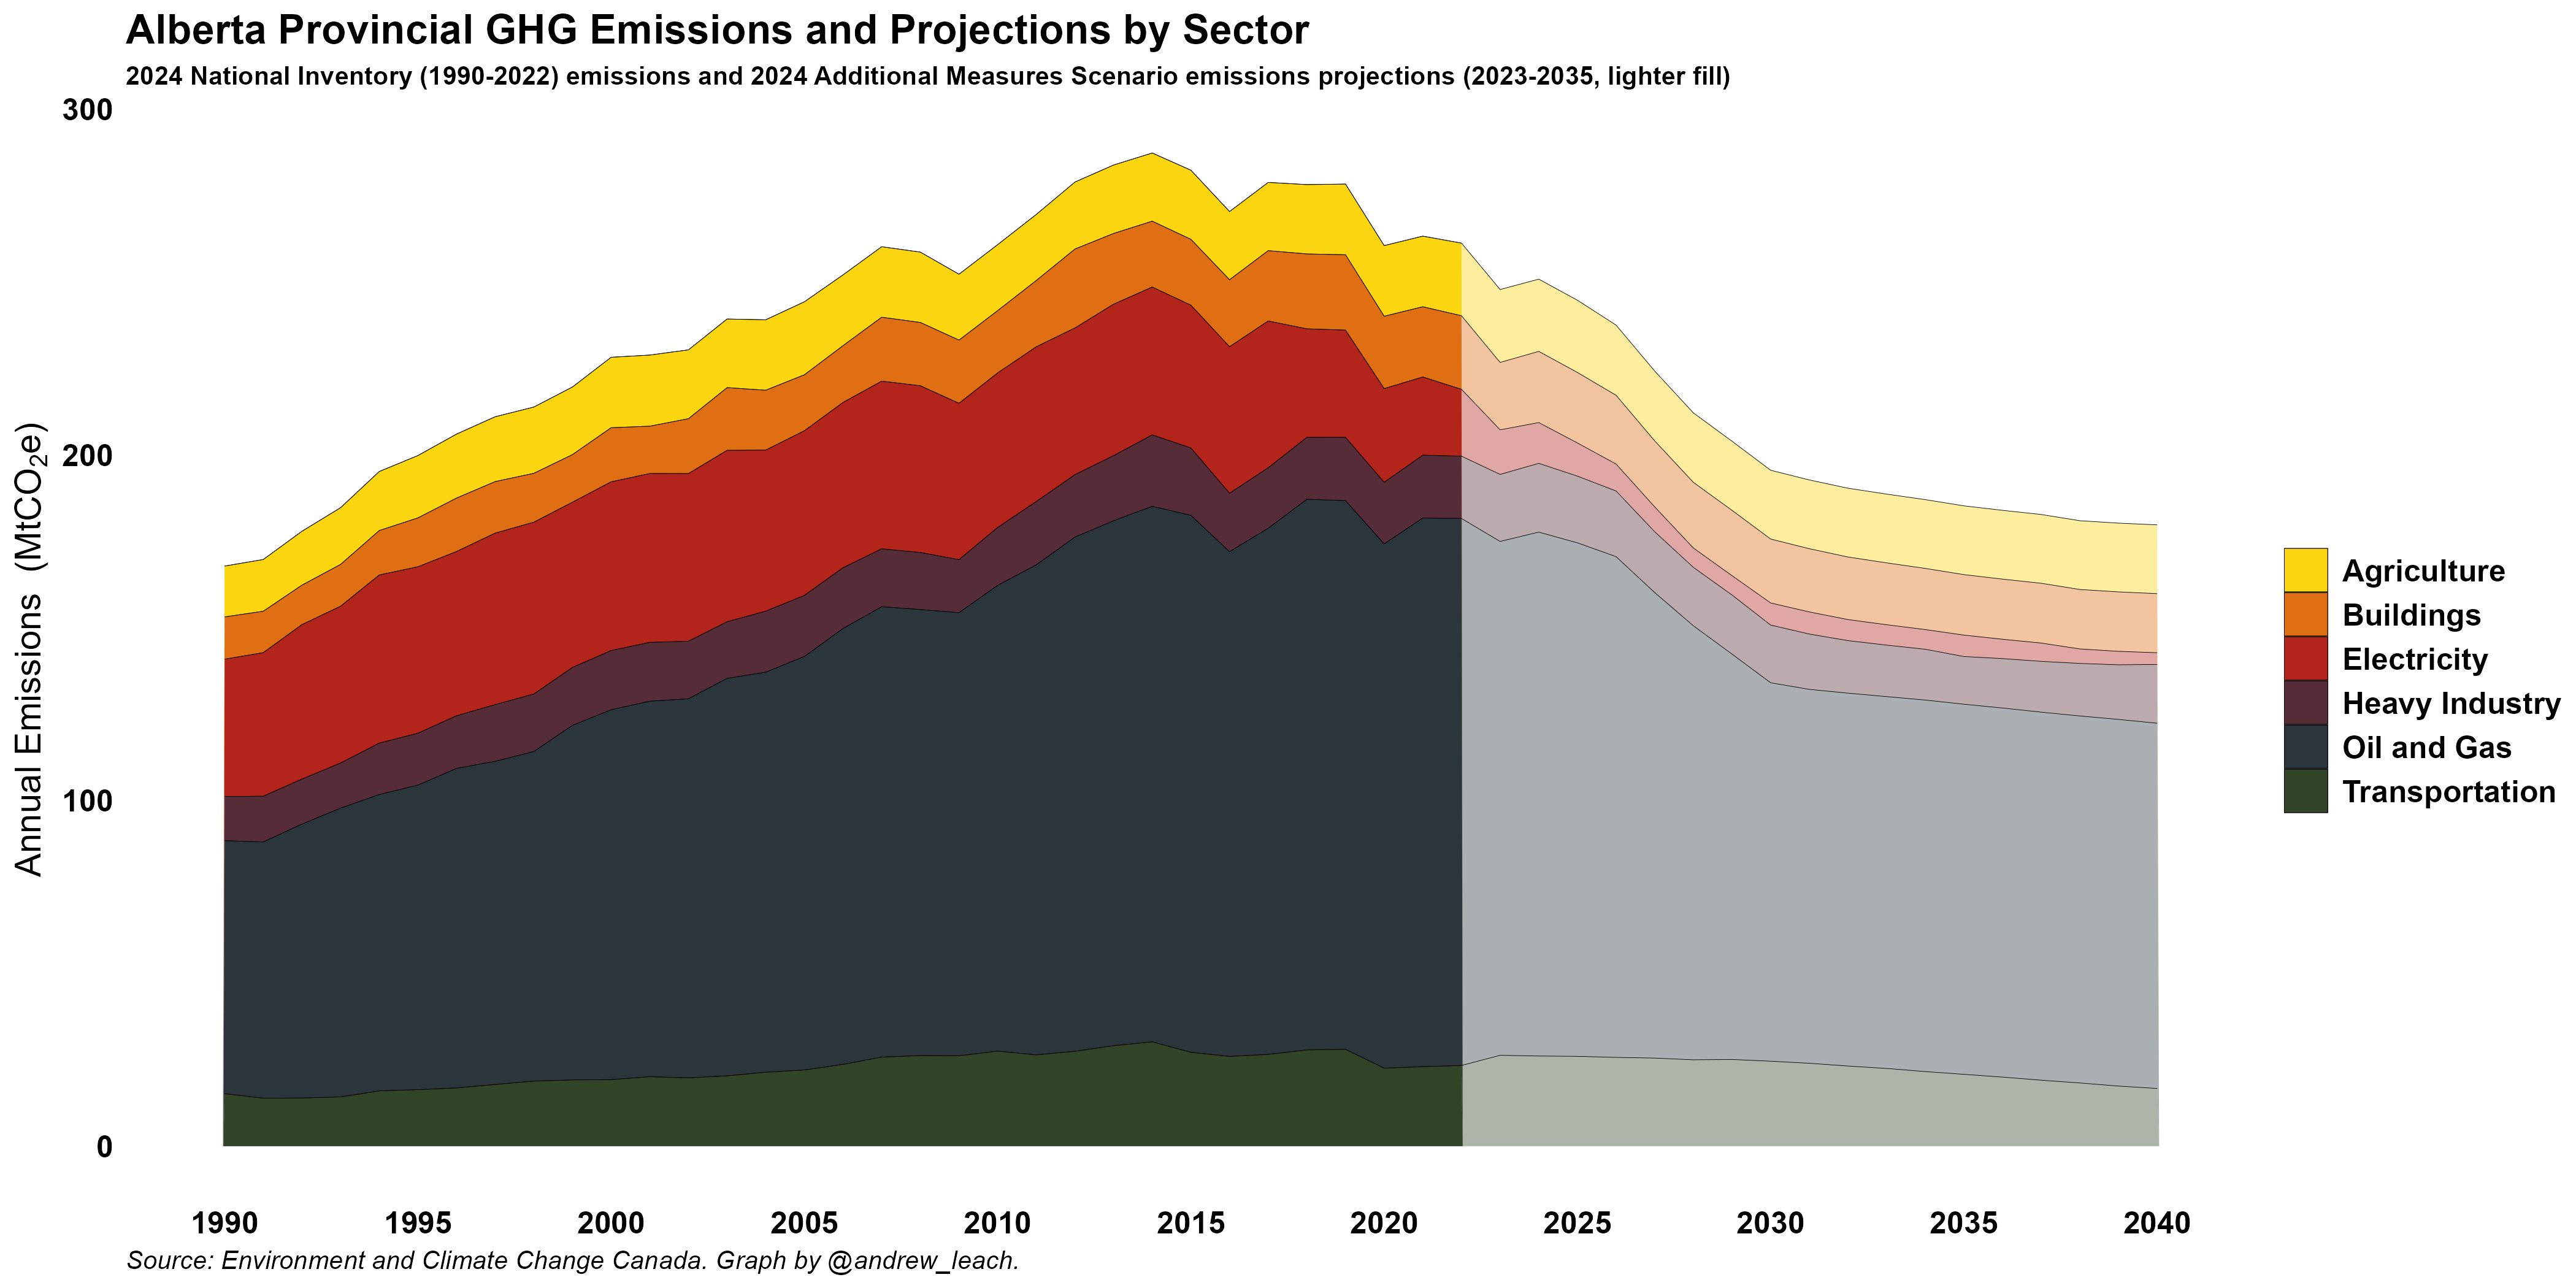 Alberta Provincial GHG Emissions and Projections by Sector
2024 National Inventory (1990-2022) emissions and 2024 Additional Measures Scenario emissions projections (2023-2035, lighter fill)
Annual Emissions (MtCO₂e)
300
200
100
0
1990 1995 2000 2005 2010 2015 2020 2025 2030 2035 2040
Agriculture
Buildings
Electricity
Heavy Industry
Oil and Gas
Transportation
Source: Environment and Climate Change Canada. Graph by @andrew_leach.